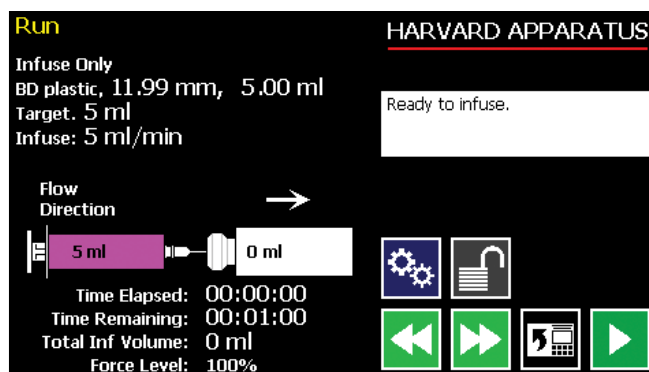 Run
HARVARD APPARATUS
Infuse Only
BD plastic, 11.99 mm, 5.00 ml
Target. 5 ml
Infuse: 5 ml/min
Ready to infuse.
Flow
Direction
5 ml
0 ml
Time Elapsed: 00:00:00
Time Remaining: 00:01:00
Total Inf Volume: 0 ml
Force Level: 100%